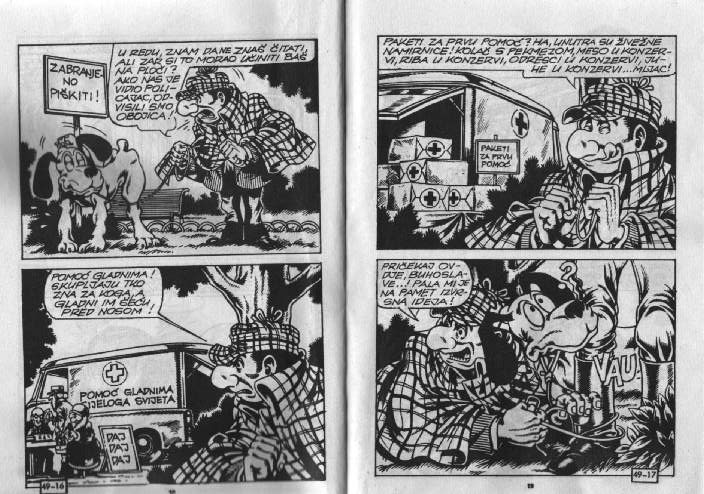 ZABRANJE-
NO
PIŠKITI!
U REDU, ZNAM DA NE ZNAŠ ČITATI,
ALI ZAR SI TO MORAO UČINITI BAŠ
NA PLOČI?
AKO NAS JE
VIDIO POLI-
CAJAC, OD-
VISILI SMO
OBOJICA!
POMOĆ GLADNIMA!
SKUPLJAJU TKO
ZNA ZA KOGA, A
GLADNI IM ŠEĆU
PRED NOSOM!
POMOĆ GLADNIMA
CIJELOGA SVIJETA
DAJ
DAJ
DAJ
49-16
PAKETI ZA PRVU POMOĆ? HA, UNUTRA SU ŽIVEŽNE
NAMIRNICE! KOLAČ S PEKMEZOM, MESO U KONZER-
VI, RIBA U KONZERVI, ODRESCI U KONZERVI, JU-
HE U KONZERVI...MLJAC!
PAKETI
ZA PRVU
POMOĆ
PRIČEKAJ OV-
DJE, BUHOSLA-
VE...! PALA MI JE
NA PAMET IZVR-
SNA IDEJA!
?
VAU
49-17